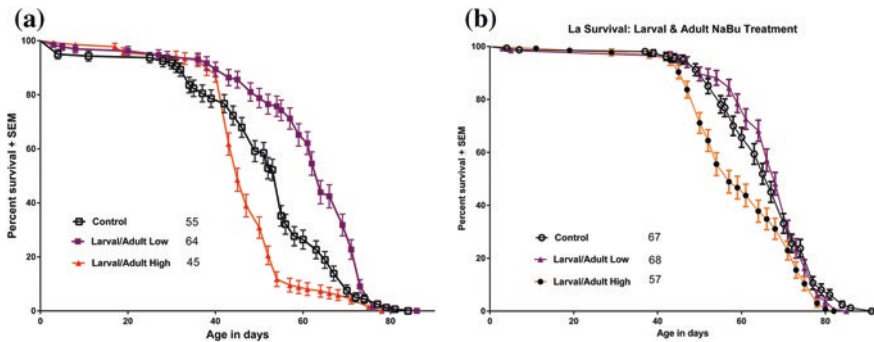 (a)
Percent survival + SEM
100
80
60
40
20
0
Control 55
Larval/Adult Low 64
Larval/Adult High 45
0 20 40 60 80
Age in days
(b)
La Survival: Larval & Adult NaBu Treatment
Percent survival + SEM
100
80
60
40
20
0
Control 67
Larval/Adult Low 68
Larval/Adult High 57
0 20 40 60 80
Age in days